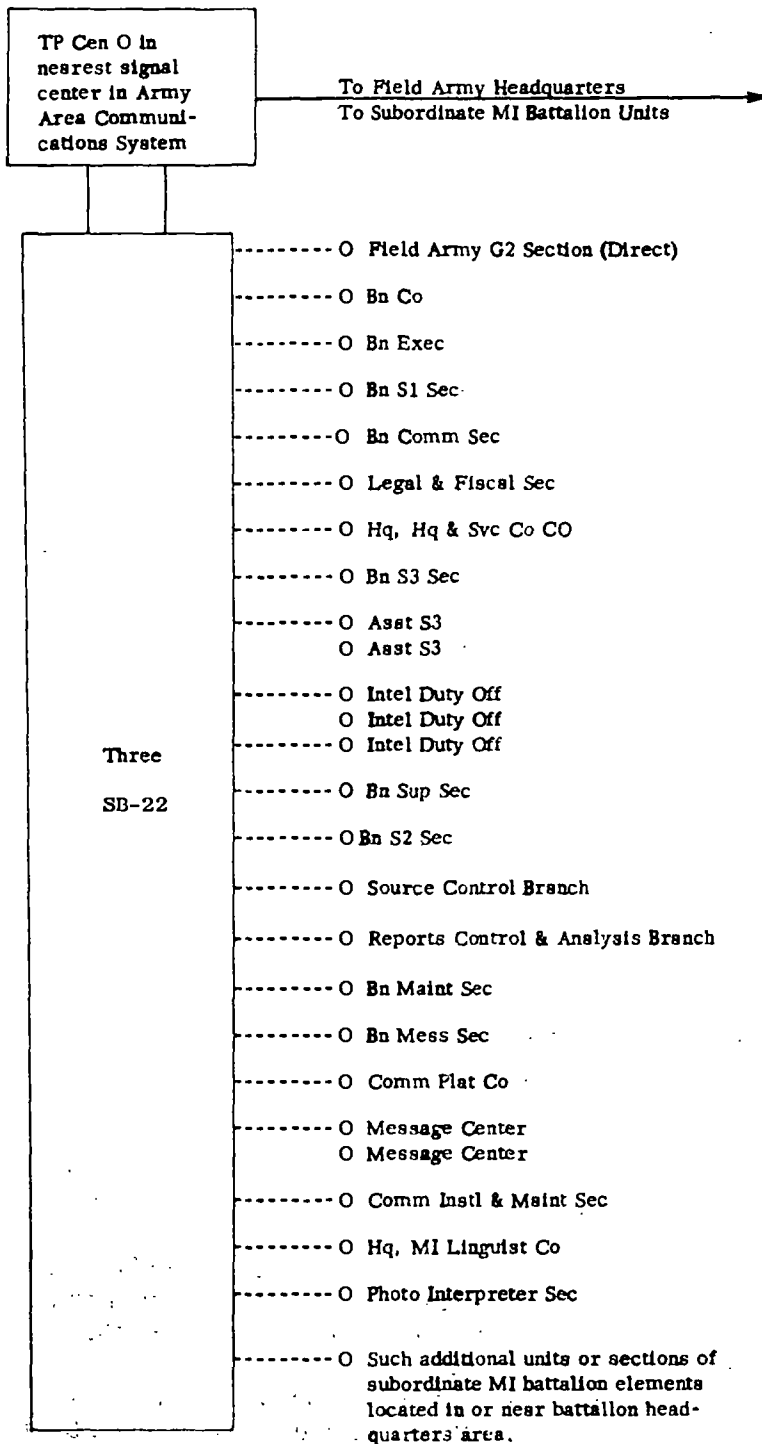 TP Cen O in
nearest signal
center in Army
Area Communi-
cations System
To Field Army Headquarters
To Subordinate MI Battalion Units
O Field Army G2 Section (Direct)
O Bn Co
O Bn Exec
O Bn S1 Sec
O Bn Comm Sec
O Legal & Fiscal Sec
O Hq, Hq & Svc Co CO
O Bn S3 Sec
O Asst S3
O Asst S3
O Intel Duty Off
O Intel Duty Off
O Intel Duty Off
Three
SB-22
O Bn Sup Sec
O Bn S2 Sec
O Source Control Branch
O Reports Control & Analysis Branch
O Bn Maint Sec
O Bn Mess Sec
O Comm Plat Co
O Message Center
O Message Center
O Comm Instl & Maint Sec
O Hq, MI Linguist Co
O Photo Interpreter Sec
O Such additional units or sections of
subordinate MI battalion elements
located in or near battalion head-
quarters area.